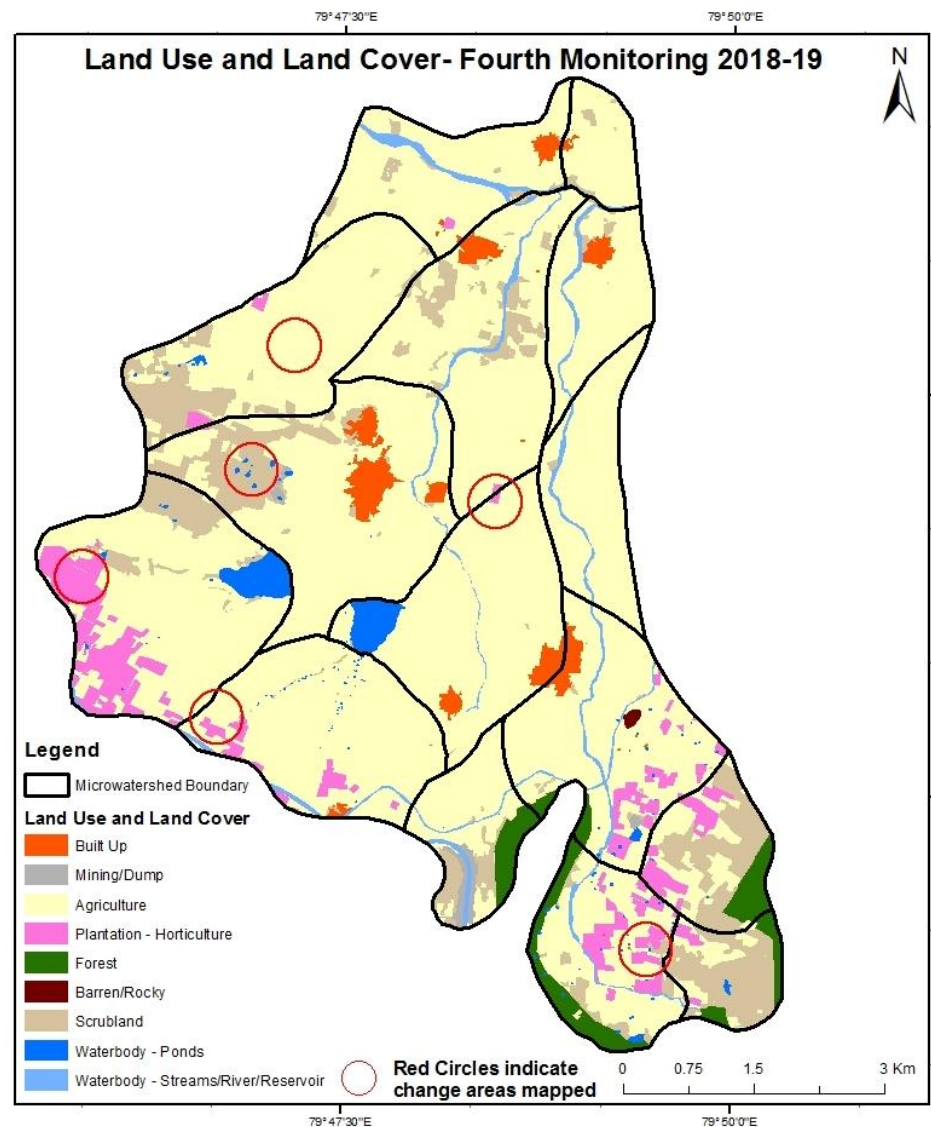 79°47'30"E
79°50'0"E
Land Use and Land Cover- Fourth Monitoring 2018-19
N
Legend
Microwatershed Boundary
Land Use and Land Cover
Built Up
Mining/Dump
Agriculture
Plantation - Horticulture
Forest
Barren/Rocky
Scrubland
Waterbody - Ponds
Waterbody - Streams/River/Reservoir
Red Circles indicate
change areas mapped
0 0.75 1.5 3 Km
79°47'30"E
79°50'0"E